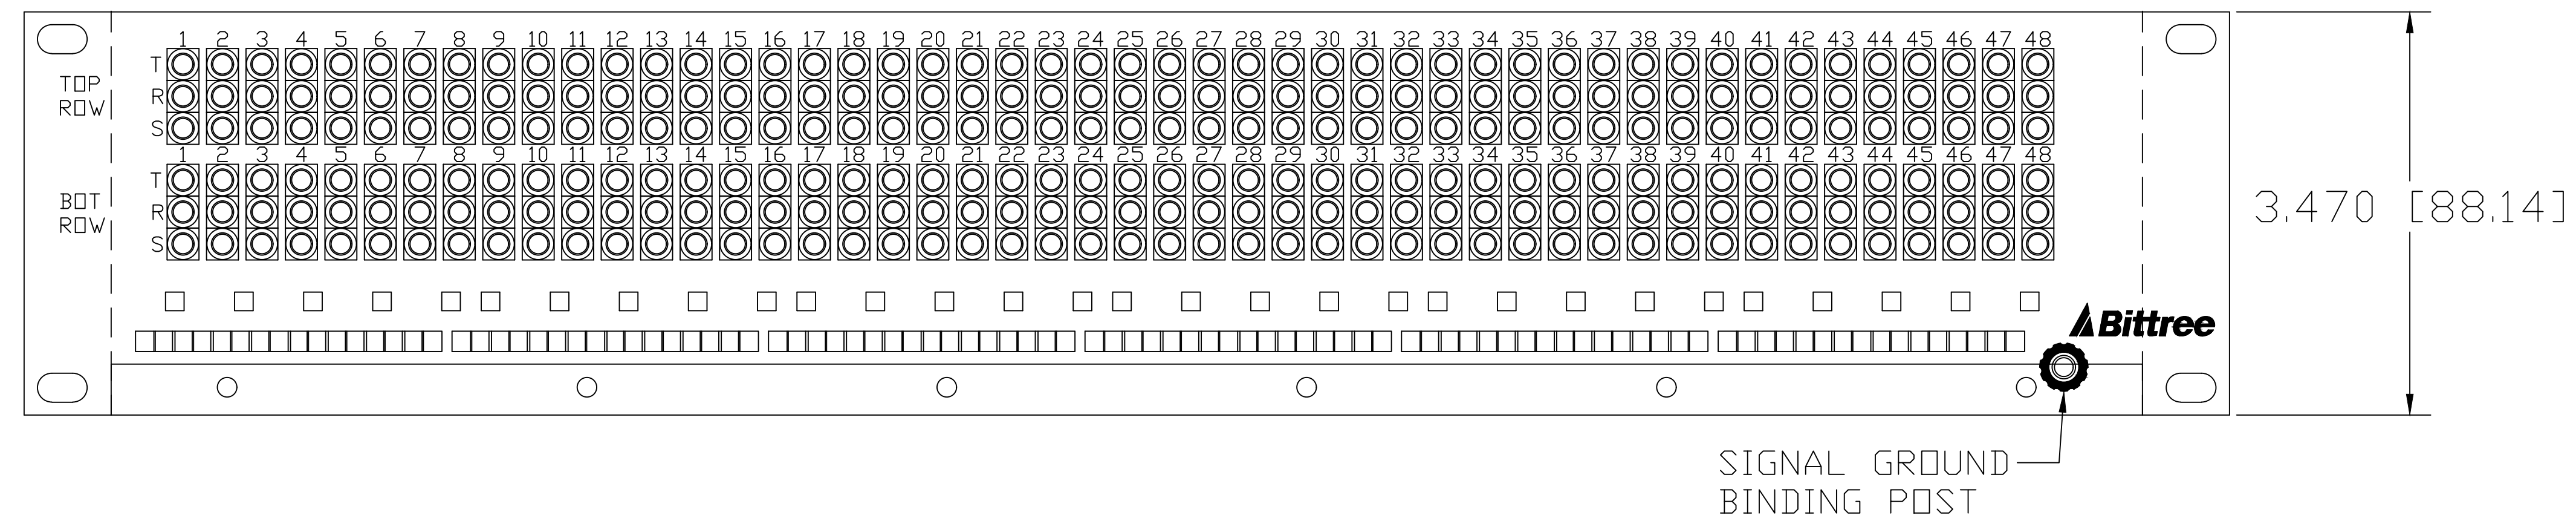 1 2 3 4 5 6 7 8 9 10 11 12 13 14 15 16 17 18 19 20 21 22 23 24 25 26 27 28 29 30 31 32 33 34 35 36 37 38 39 40 41 42 43 44 45 46 47 48
TOP
ROW
T
R
S
1 2 3 4 5 6 7 8 9 10 11 12 13 14 15 16 17 18 19 20 21 22 23 24 25 26 27 28 29 30 31 32 33 34 35 36 37 38 39 40 41 42 43 44 45 46 47 48
BOT
ROW
T
R
S
3.470 [88.14]
Bittree
SIGNAL GROUND
BINDING POST